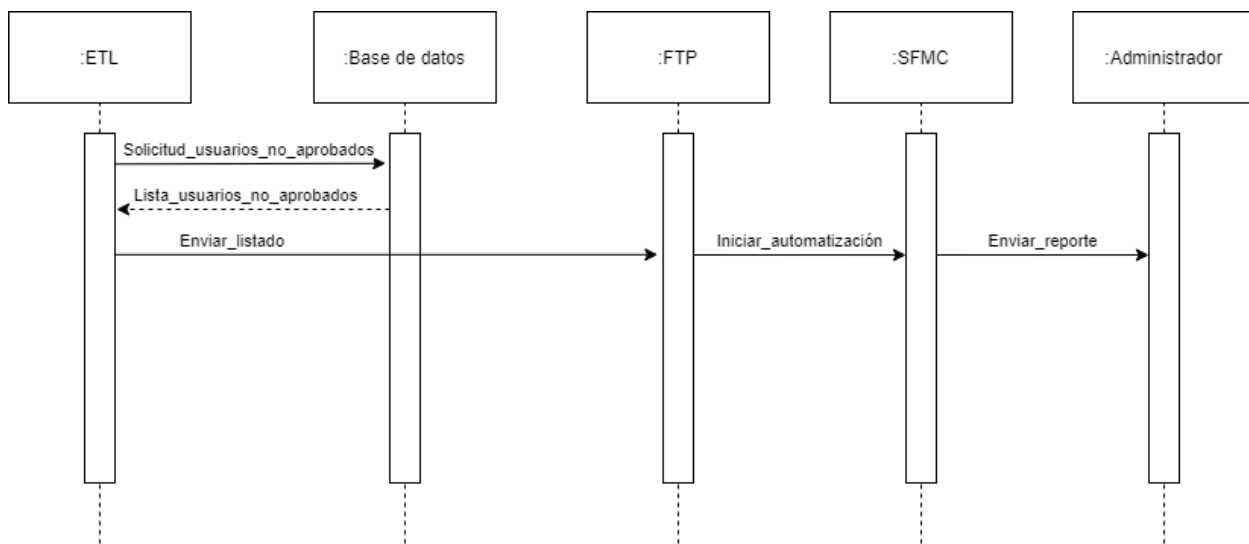 :ETL
:Base de datos
:FTP
:SFMC
:Administrador
Solicitud_usuarios_no_aprobados
Lista_usuarios_no_aprobados
Enviar_listado
Iniciar_automatización
Enviar_reporte